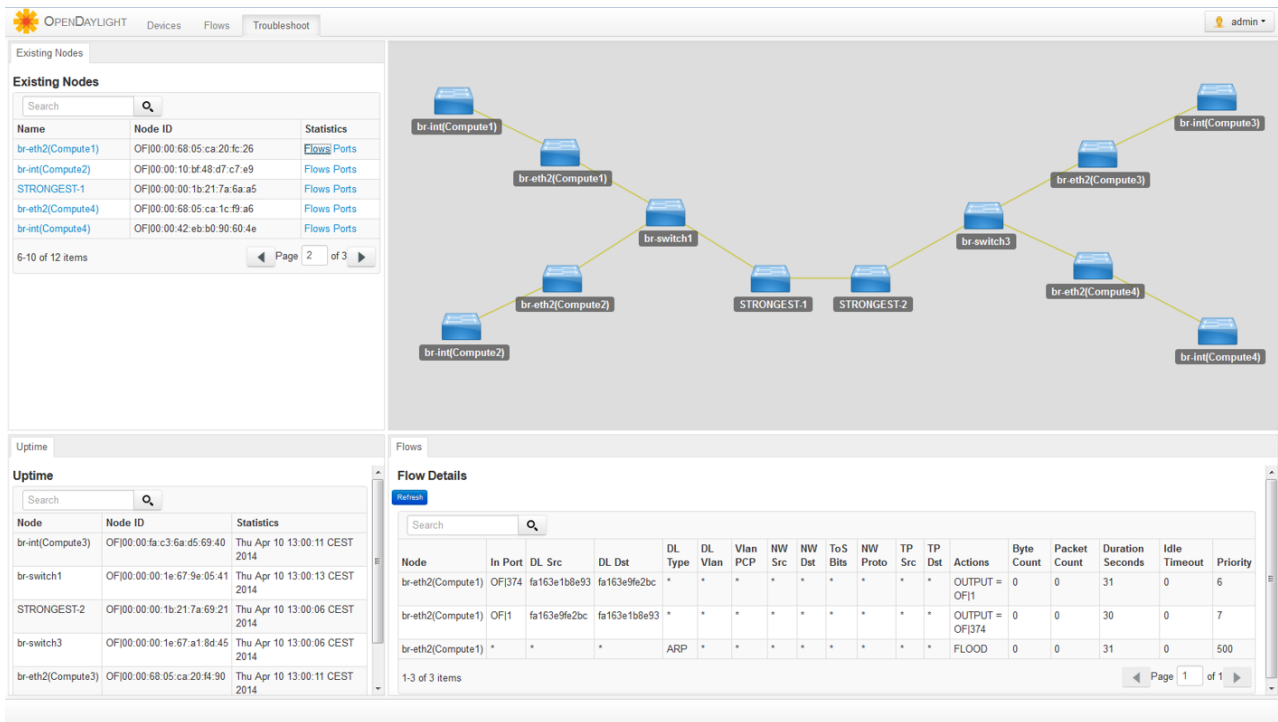 OPENDAYLIGHT Devices Flows Troubleshoot admin
Existing Nodes
Existing Nodes
Search
Name Node ID Statistics
br-eth2(Compute1) OF|00:00:68:05:ca:20:fc:26 Flows Ports
br-int(Compute2) OF|00:00:10:bf:48:d7:c7:e9 Flows Ports
STRONGEST-1 OF|00:00:00:1b:21:7a:6a:a5 Flows Ports
br-eth2(Compute4) OF|00:00:68:05:ca:1c:f9:a6 Flows Ports
br-int(Compute4) OF|00:00:42:eb:b0:90:60:4e Flows Ports
6-10 of 12 items Page 2 of 3
br-int(Compute1)
br-int(Compute3)
br-eth2(Compute1)
br-eth2(Compute3)
br-switch1
br-switch3
br-eth2(Compute2)
STRONGEST-1
STRONGEST-2
br-eth2(Compute4)
br-int(Compute2)
br-int(Compute4)
Uptime
Uptime
Search
Node Node ID Statistics
br-int(Compute3) OF|00:00:fa:c3:6a:d5:69:40 Thu Apr 10 13:00:11 CEST
2014
br-switch1 OF|00:00:00:1e:67:9e:05:41 Thu Apr 10 13:00:13 CEST
2014
STRONGEST-2 OF|00:00:00:1b:21:7a:69:21 Thu Apr 10 13:00:06 CEST
2014
br-switch3 OF|00:00:00:1e:67:a1:8d:45 Thu Apr 10 13:00:06 CEST
2014
br-eth2(Compute3) OF|00:00:68:05:ca:20:f4:90 Thu Apr 10 13:00:11 CEST
2014
Flows
Flow Details
Refresh
Search
Node In Port DL Src DL Dst DL Type DL Vlan Vlan PCP NW Src NW Dst ToS Bits NW Proto TP Src TP Dst Actions Byte Count Packet Count Duration Seconds Idle Timeout Priority
br-eth2(Compute1) OF|374 fa163e1b8e93 fa163e9fe2bc * * * * * * * * * OUTPUT = 0 0 31 0 6
OF|1
br-eth2(Compute1) OF|1 fa163e9fe2bc fa163e1b8e93 * * * * * * * * * OUTPUT = 0 0 30 0 7
OF|374
br-eth2(Compute1) * * * ARP * * * * * * * * FLOOD 0 0 31 0 500
1-3 of 3 items Page 1 of 1